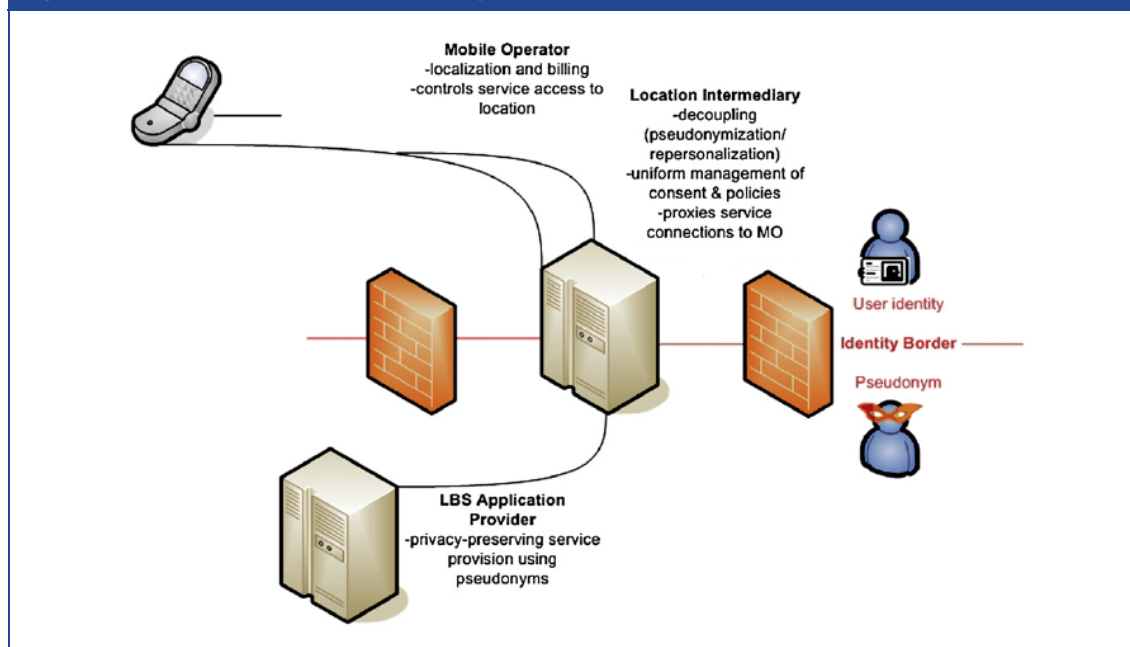 Mobile Operator
-localization and billing
-controls service access to
location
Location Intermediary
-decoupling
(pseudonymization/
repersonalization)
-uniform management of
consent & policies
-proxies service
connections to MO
User identity
Identity Border
Pseudonym
LBS Application
Provider
-privacy-preserving service
provision using
pseudonyms